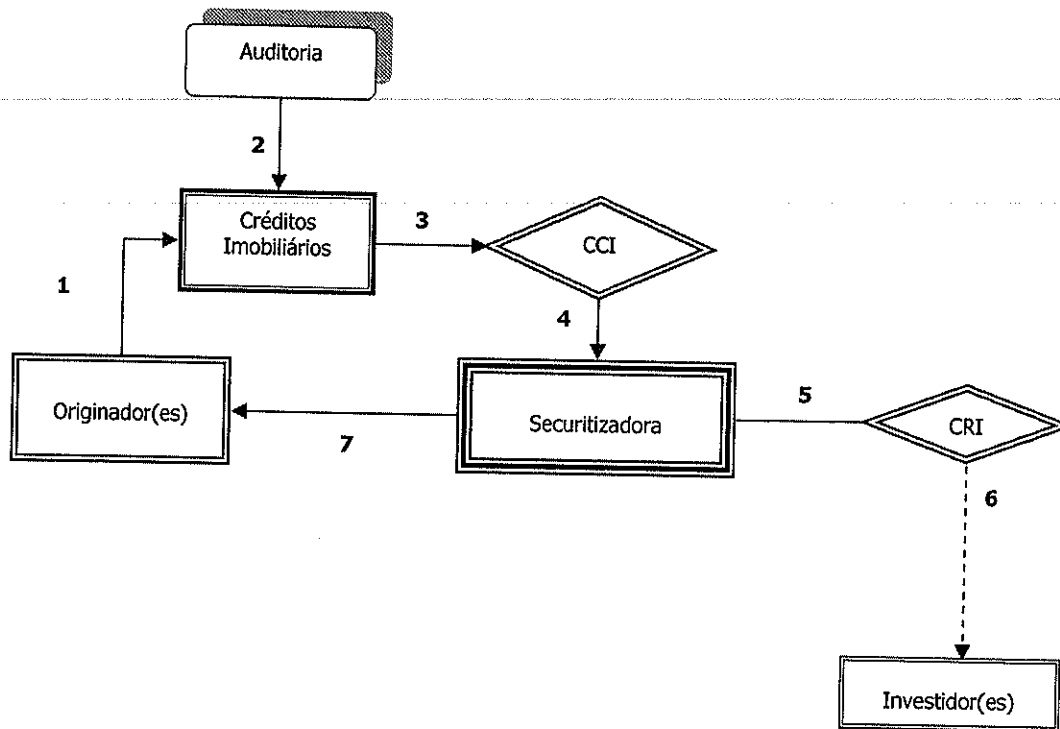 Auditoria
2
Créditos
Imobiliários
3
CCI
1
4
Originador(es)
7
Securitizadora
5
CRI
6
Investidor(es)